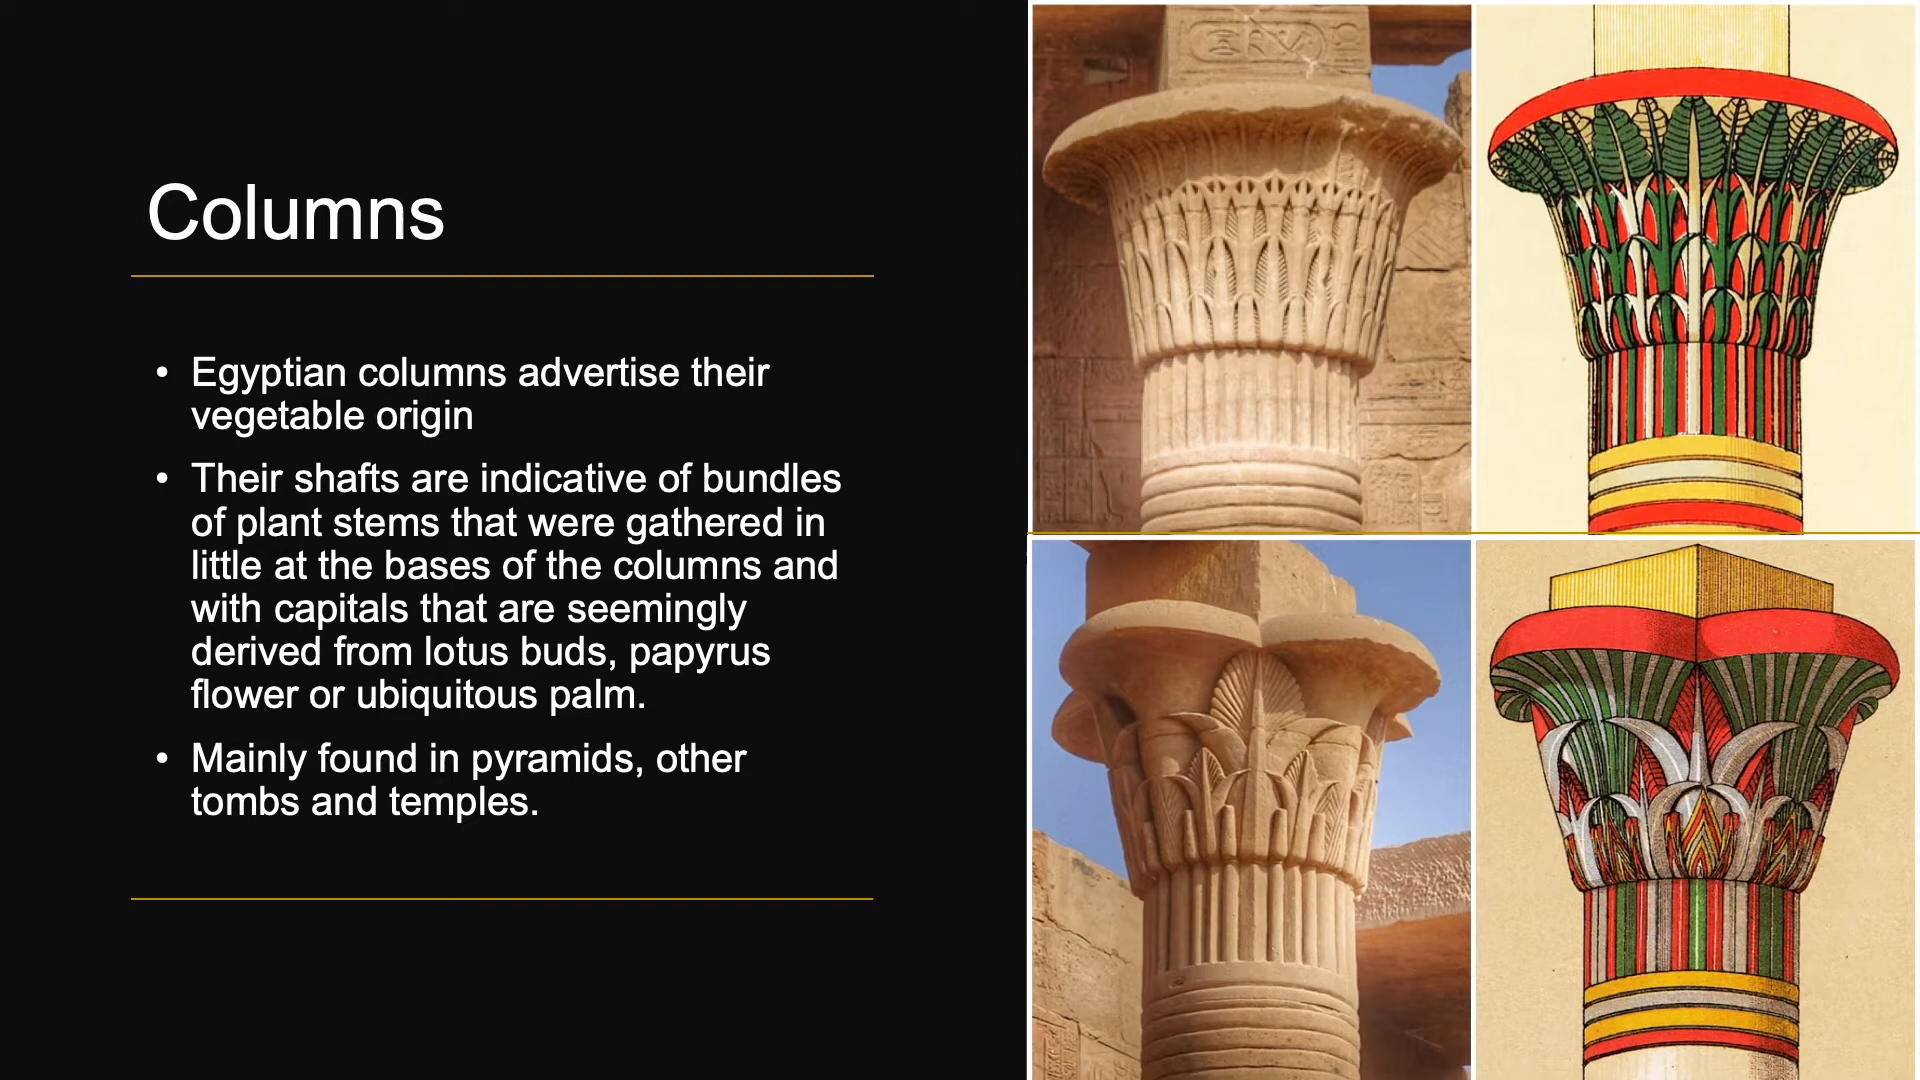 Columns
• Egyptian columns advertise their
vegetable origin
• Their shafts are indicative of bundles
of plant stems that were gathered in
little at the bases of the columns and
with capitals that are seemingly
derived from lotus buds, papyrus
flower or ubiquitous palm.
• Mainly found in pyramids, other
tombs and temples.